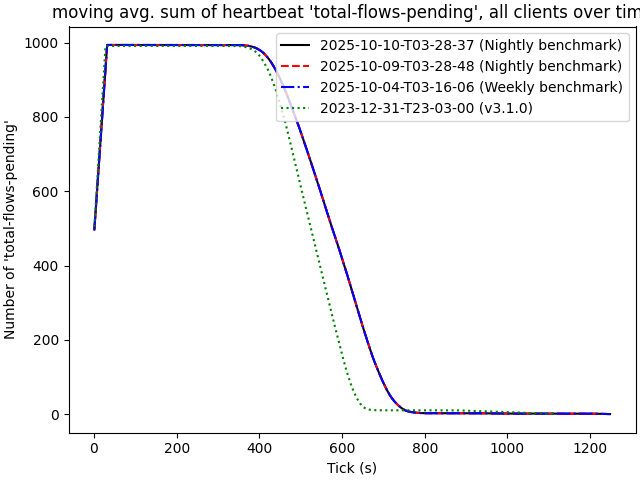 moving avg. sum of heartbeat 'total-flows-pending', all clients over tim
2025-10-10-T03-28-37 (Nightly benchmark)
2025-10-09-T03-28-48 (Nightly benchmark)
2025-10-04-T03-16-06 (Weekly benchmark)
2023-12-31-T23-03-00 (v3.1.0)
Number of 'total-flows-pending'
1000
800
600
400
200
0
0 200 400 600 800 1000 1200
Tick (s)